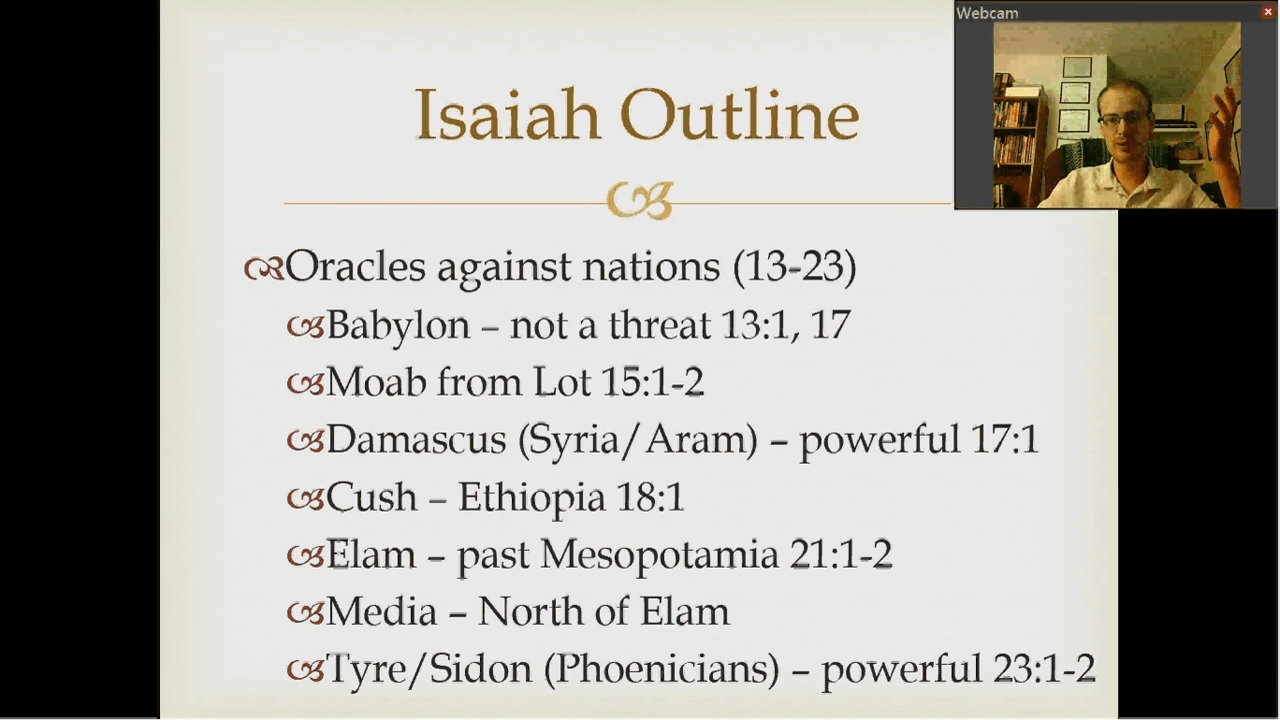 Webcam
Isaiah Outline
Oracles against nations (13-23)
Babylon – not a threat 13:1, 17
Moab from Lot 15:1-2
Damascus (Syria/Aram) – powerful 17:1
Cush – Ethiopia 18:1
Elam – past Mesopotamia 21:1-2
Media – North of Elam
Tyre/Sidon (Phoenicians) – powerful 23:1-2